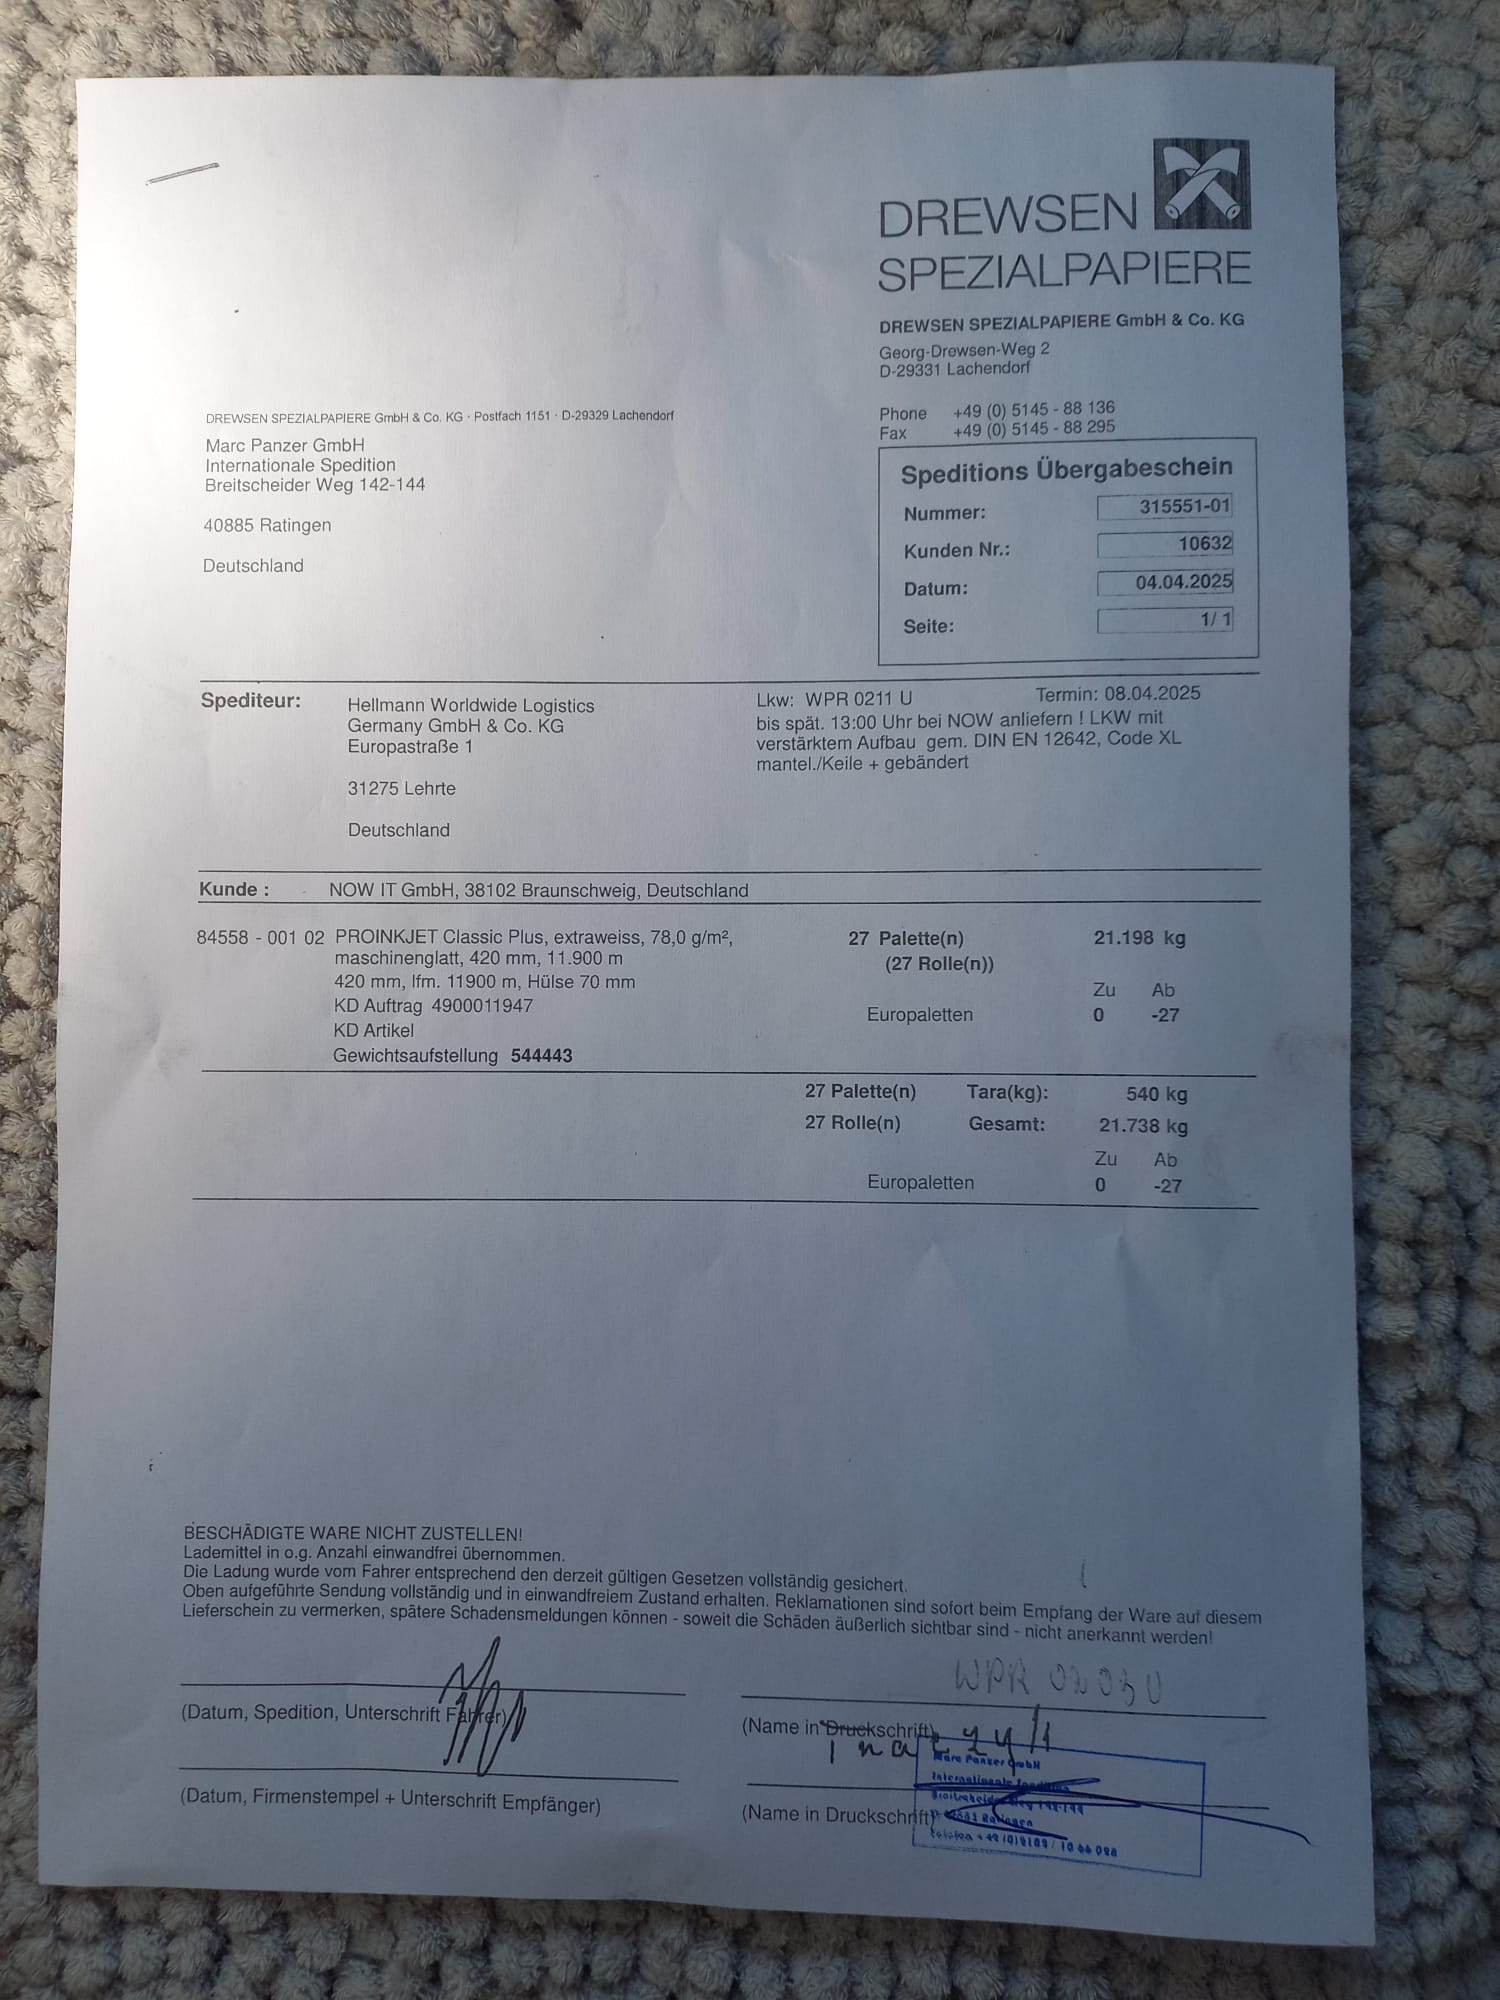 DREWSEN
SPEZIALPAPIERE
DREWSEN SPEZIALPAPIERE GmbH & Co. KG
Georg-Drewsen-Weg 2
D-29331 Lachendorf
Phone +49 (0) 5145 - 88 136
Fax +49 (0) 5145 - 88 295
DREWSEN SPEZIALPAPIERE GmbH & Co. KG · Postfach 1151 · D-29329 Lachendorf
Marc Panzer GmbH
Internationale Spedition
Breitscheider Weg 142-144
40885 Ratingen
Deutschland
Speditions Übergabeschein
Nummer: 315551-01
Kunden Nr.: 10632
Datum: 04.04.2025
Seite: 1/ 1
Spediteur: Hellmann Worldwide Logistics
Germany GmbH & Co. KG
Europastraße 1
31275 Lehrte
Deutschland
Lkw: WPR 0211 U Termin: 08.04.2025
bis spät. 13:00 Uhr bei NOW anliefern ! LKW mit
verstärktem Aufbau gem. DIN EN 12642, Code XL
mantel./Keile + gebändert
Kunde : NOW IT GmbH, 38102 Braunschweig, Deutschland
84558 - 001 02 PROINKJET Classic Plus, extraweiss, 78,0 g/m², 27 Palette(n) 21.198 kg
maschinenglatt, 420 mm, 11.900 m (27 Rolle(n))
420 mm, lfm. 11900 m, Hülse 70 mm Zu Ab
KD Auftrag 4900011947 Europaletten 0 -27
KD Artikel
Gewichtsaufstellung 544443
27 Palette(n) Tara(kg): 540 kg
27 Rolle(n) Gesamt: 21.738 kg
Zu Ab
Europaletten 0 -27
BESCHÄDIGTE WARE NICHT ZUSTELLEN!
Lademittel in o.g. Anzahl einwandfrei übernommen.
Die Ladung wurde vom Fahrer entsprechend den derzeit gültigen Gesetzen vollständig gesichert.
Oben aufgeführte Sendung vollständig und in einwandfreiem Zustand erhalten. Reklamationen sind sofort beim Empfang der Ware auf diesem
Lieferschein zu vermerken, spätere Schadensmeldungen können - soweit die Schäden äußerlich sichtbar sind - nicht anerkannt werden!
WPR 0203U
(Datum, Spedition, Unterschrift Fahrer)
(Name in Druckschrift)
Marc Panzer GmbH
Internationale
(Datum, Firmenstempel + Unterschrift Empfänger)
(Name in Druckschrift)
Ratingen